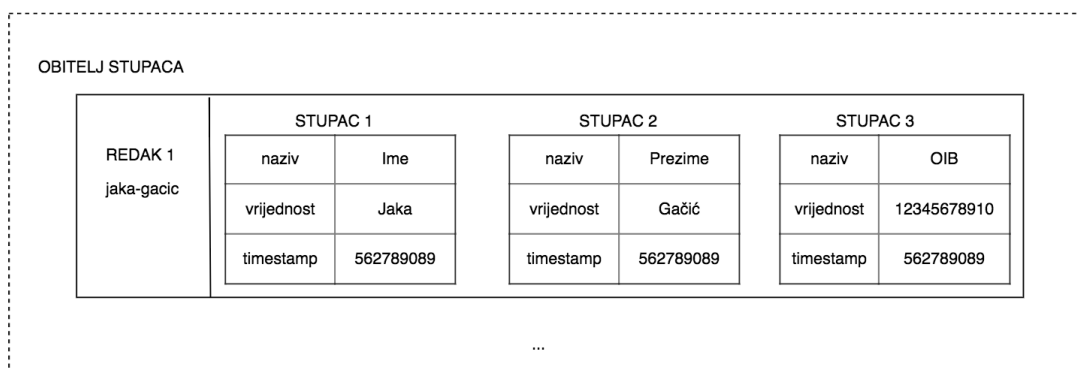 OBITELJ STUPACA
STUPAC 1 STUPAC 2 STUPAC 3
REDAK 1
jaka-gacic
naziv Ime naziv Prezime naziv OIB
vrijednost Jaka vrijednost Gačić vrijednost 12345678910
timestamp 562789089 timestamp 562789089 timestamp 562789089
...